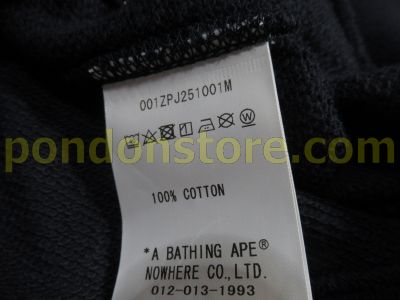 001ZPJ251001M
pondonstore.com
100% COTTON
"A BATHING APE®
NOWHERE CO., LTD.
012-013-1993